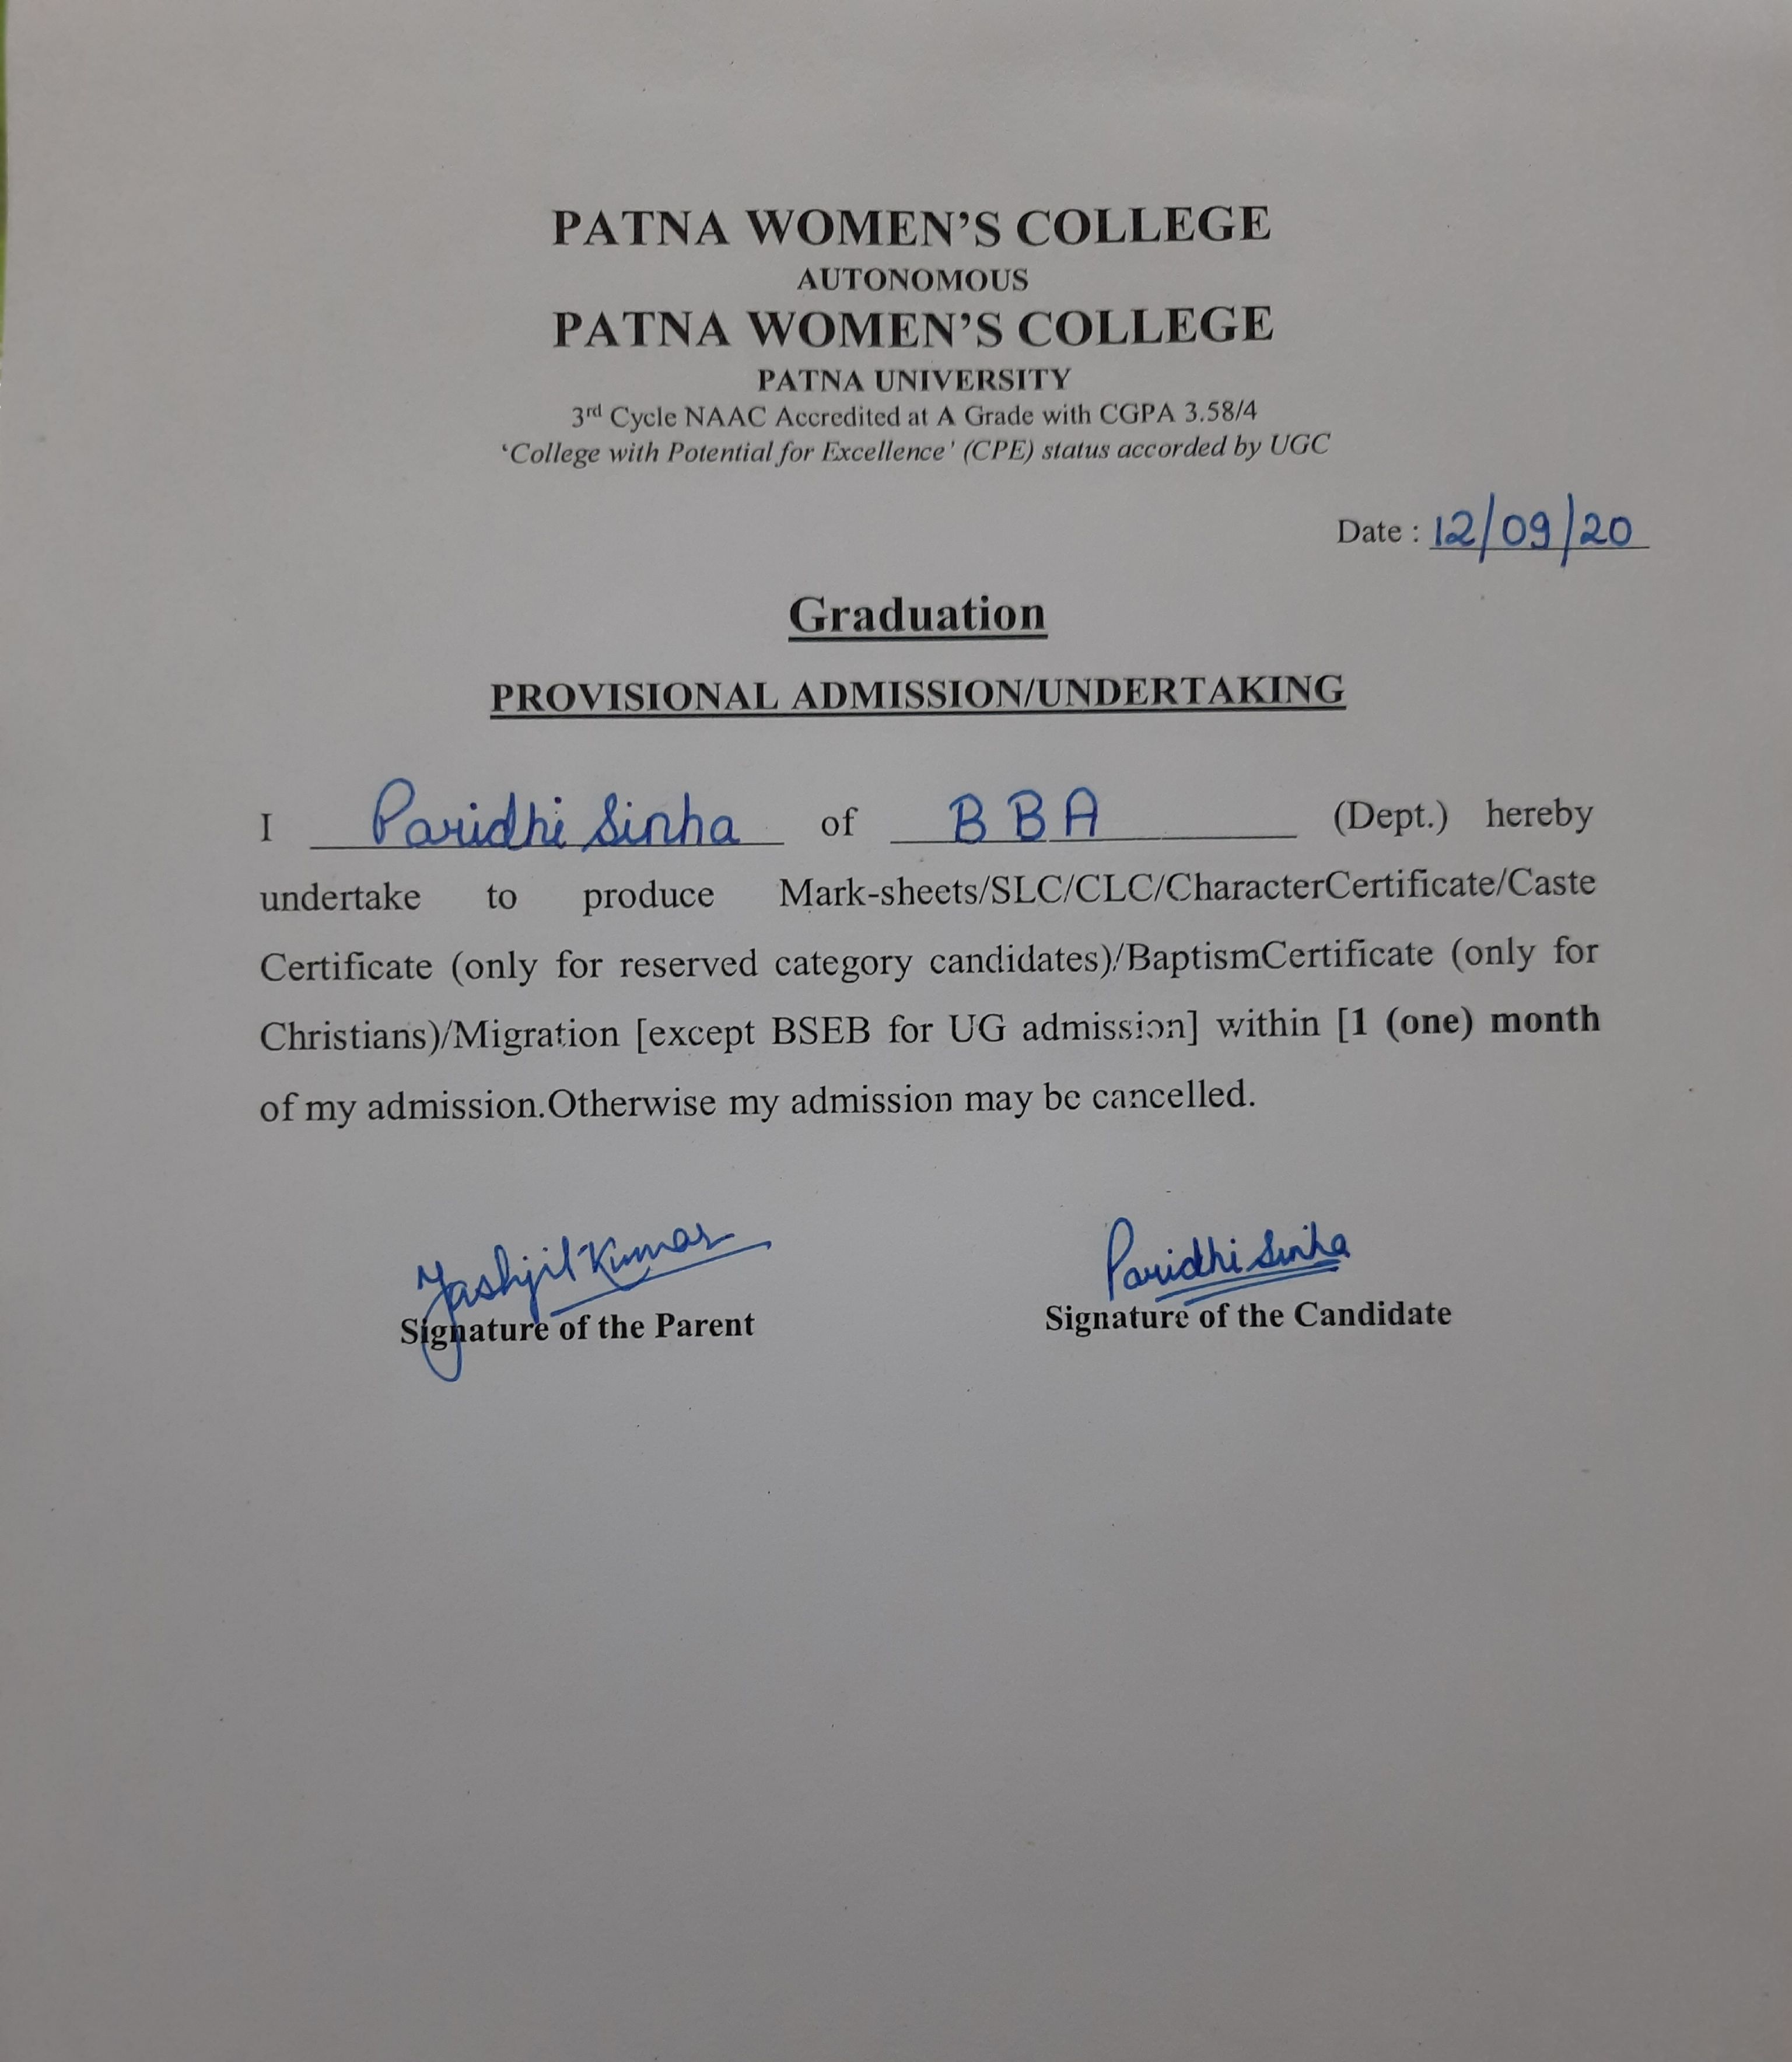 PATNA WOMEN’S COLLEGE
AUTONOMOUS
PATNA WOMEN’S COLLEGE
PATNA UNIVERSITY
3rd Cycle NAAC Accredited at A Grade with CGPA 3.58/4
‘College with Potential for Excellence’ (CPE) status accorded by UGC
Date : 12/09/20
Graduation
PROVISIONAL ADMISSION/UNDERTAKING
I Paridhi Sinha of BBA (Dept.) hereby
undertake to produce Mark-sheets/SLC/CLC/CharacterCertificate/Caste
Certificate (only for reserved category candidates)/BaptismCertificate (only for
Christians)/Migration [except BSEB for UG admission] within [1 (one) month
of my admission.Otherwise my admission may be cancelled.
Kumar Paridhi Sinha
Signature of the Parent Signature of the Candidate